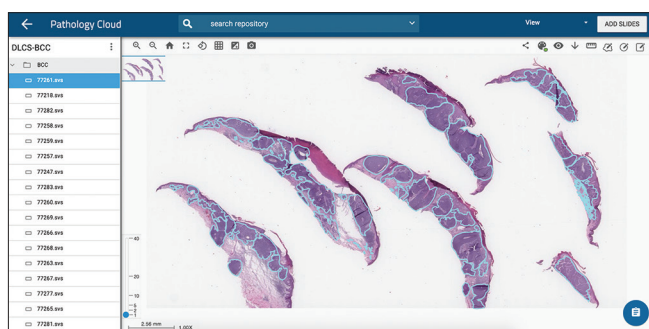 Pathology Cloud
search repository
View
ADD SLIDES
DLCS-BCC
BCC
77261.svs
77218.svs
77282.svs
77258.svs
77259.svs
77257.svs
77247.svs
77283.svs
77260.svs
77269.svs
77266.svs
77268.svs
77263.svs
77267.svs
77277.svs
77265.svs
77281.svs
40
20
10
5
2
1
2.56 mm
1.00X